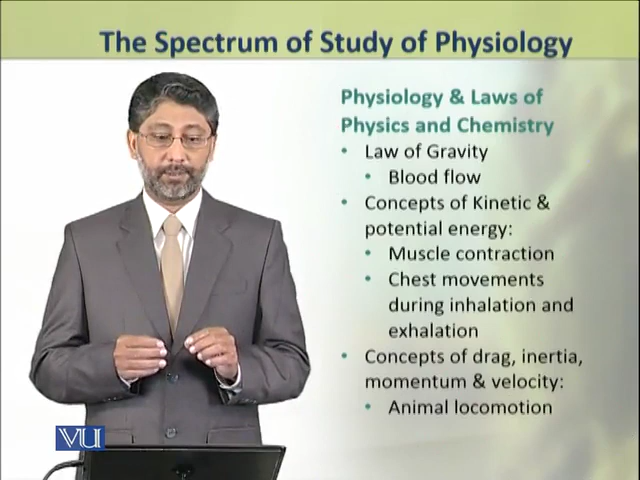 The Spectrum of Study of Physiology
Physiology & Laws of
Physics and Chemistry
• Law of Gravity
• Blood flow
• Concepts of Kinetic &
potential energy:
• Muscle contraction
• Chest movements
during inhalation and
exhalation
• Concepts of drag, inertia,
momentum & velocity:
• Animal locomotion
VU